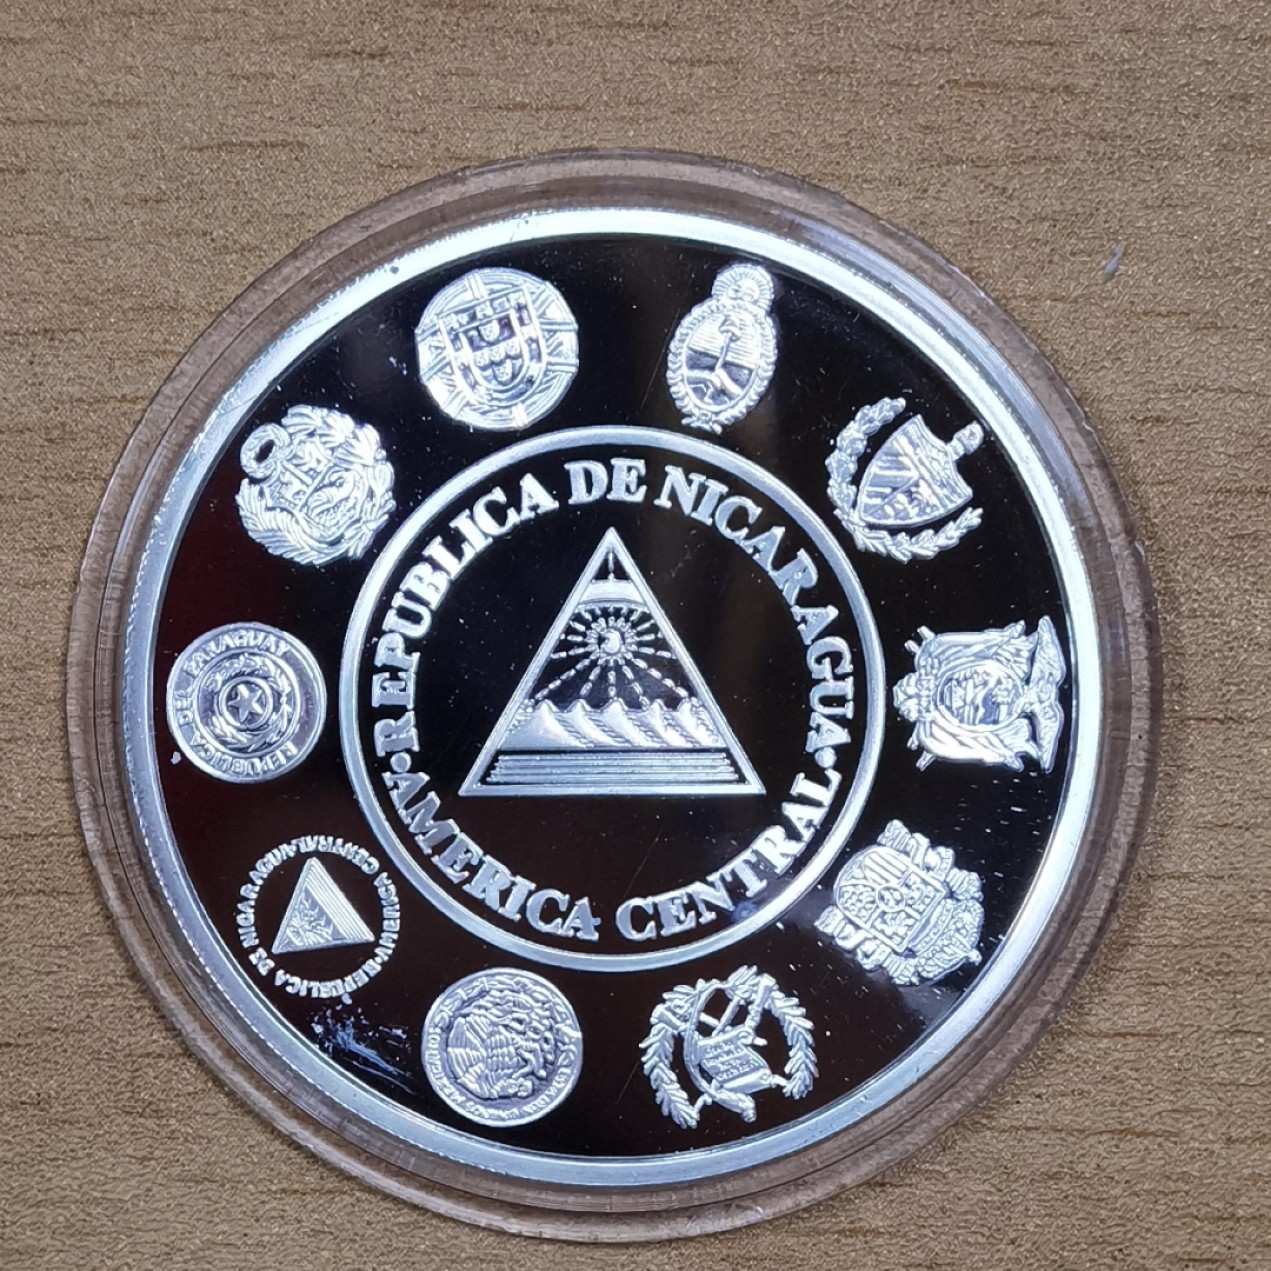 REPUBLICA DE NICARAGUA
AMERICA CENTRAL
REPUBLICA DEL PARAGUAY
REPUBLICA DE NICARAGUA
AMERICA CENTRAL